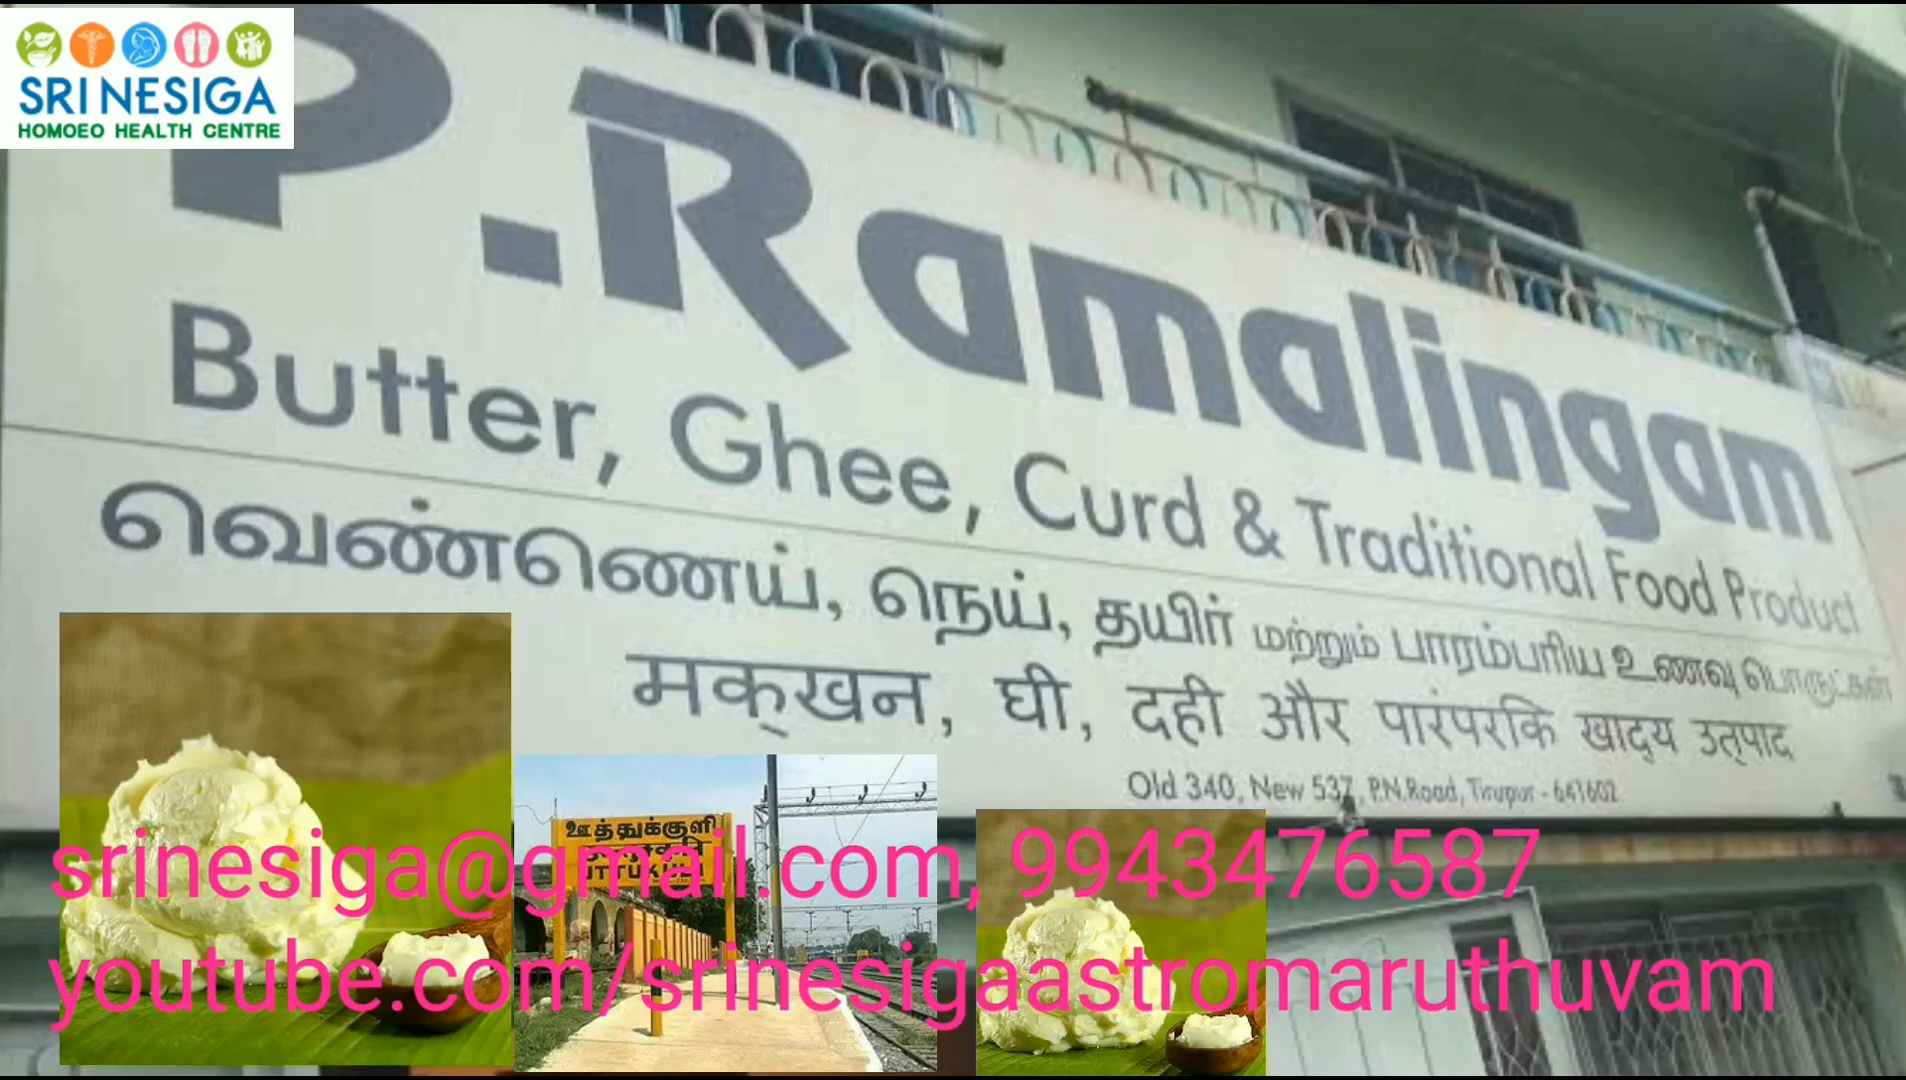 SRI NESIGA
HOMOEO HEALTH CENTRE
P.Ramalingam
Butter, Ghee, Curd & Traditional Food Product
வெண்ணெய், நெய், தயிர் மற்றும் பாரம்பரிய உணவு பொருட்கள்
मक्खन, घी, दही और पारंपरकि खाद्य उत्पाद
Old 340, New 537, P.N.Road, Tirupur - 641602
ஊத்துக்குளி
UTTUKULI
srinesiga@gmail.com, 9943476587
youtube.com/srinesigaastromaruthuvam